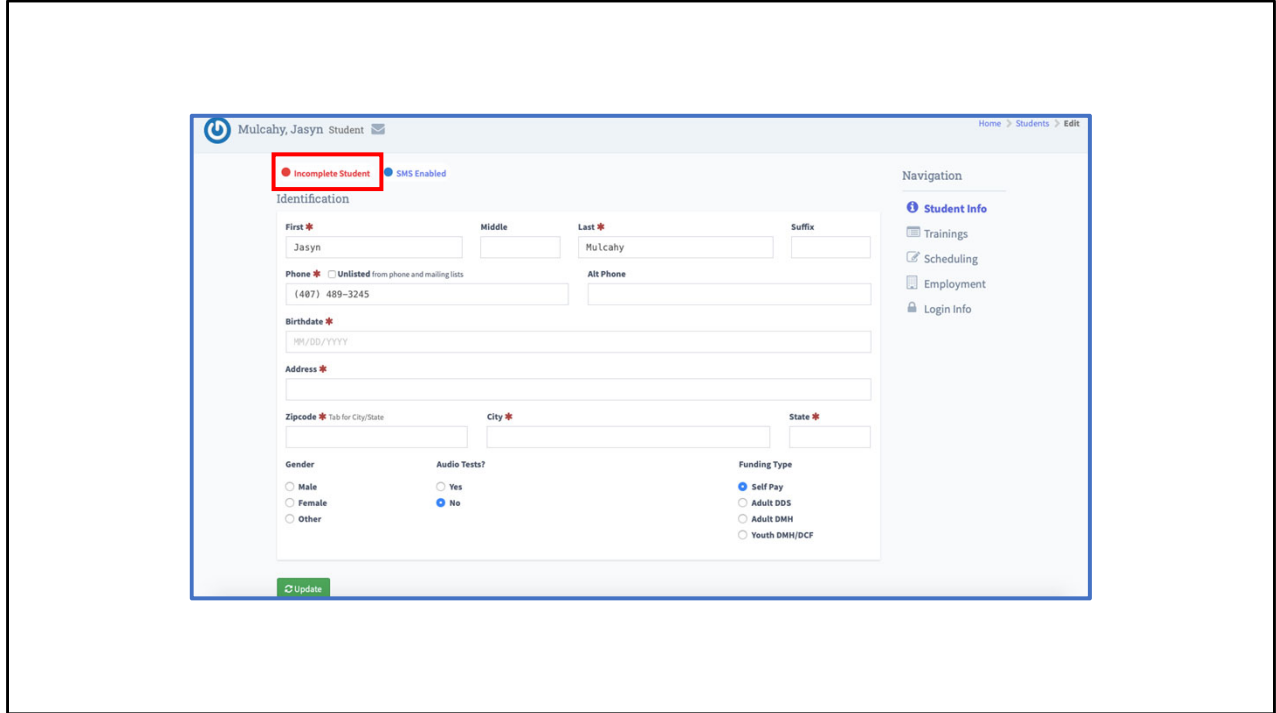 Mulcahy, Jasyn Student
Home > Students > Edit
Incomplete Student SMS Enabled
Identification
First * Middle Last * Suffix
Jasyn Mulcahy
Phone * Unlisted from phone and mailing lists Alt Phone
(407) 489-3245
Birthdate *
MM/DD/YYYY
Address *
Zipcode * Tab for City/State City * State *
Gender Audio Tests? Funding Type
Male Yes Self Pay
Female No Adult DDS
Other Adult DMH
Youth DMH/DCF
Update
Navigation
Student Info
Trainings
Scheduling
Employment
Login Info